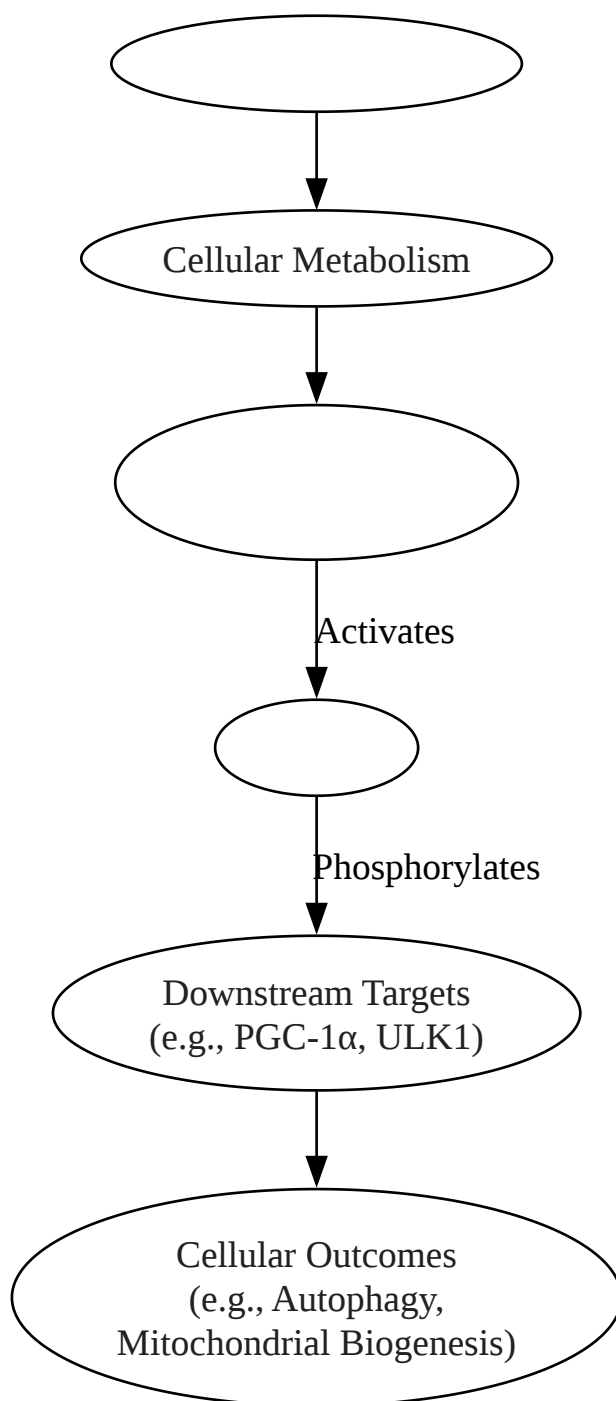 Cellular Metabolism
Activates
Phosphorylates
Downstream Targets
(e.g., PGC-1α, ULK1)
Cellular Outcomes
(e.g., Autophagy,
Mitochondrial Biogenesis)